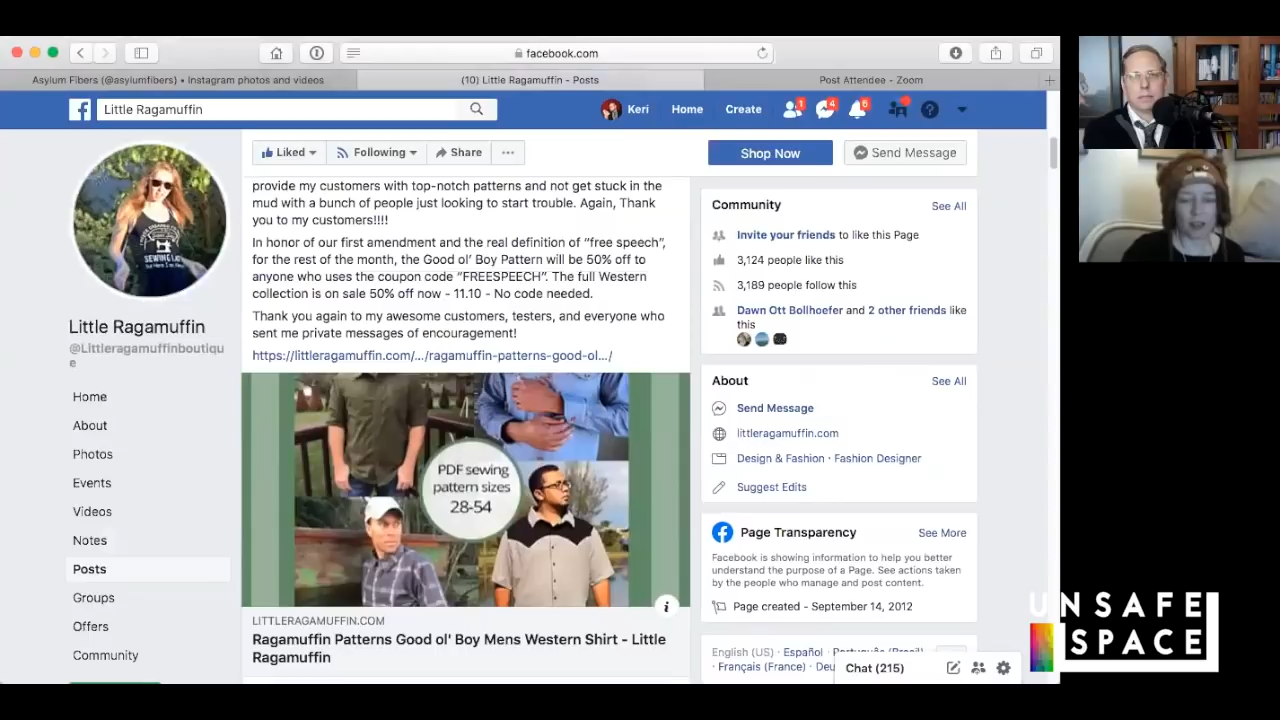 facebook.com
Asylum Fibers (@asylumfibers) • Instagram photos and videos
(10) Little Ragamuffin - Posts
Post Attendee - Zoom
Little Ragamuffin
Keri
Home
Create
1
4
6
Liked
Following
Share
Shop Now
Send Message
Little Ragamuffin
@Littleragamuffinboutiqu
e
Home
About
Photos
Events
Videos
Notes
Posts
Groups
Offers
Community
provide my customers with top-notch patterns and not get stuck in the
mud with a bunch of people just looking to start trouble. Again, Thank
you to my customers!!!!
In honor of our first amendment and the real definition of "free speech",
for the rest of the month, the Good ol' Boy Pattern will be 50% off to
anyone who uses the coupon code "FREESPEECH". The full Western
collection is on sale 50% off now - 11.10 - No code needed.
Thank you again to my awesome customers, testers, and everyone who
sent me private messages of encouragement!
https://littleragamuffin.com/.../ragamuffin-patterns-good-ol.../
PDF sewing
pattern sizes
28-54
LITTLERAGAMUFFIN.COM
Ragamuffin Patterns Good ol' Boy Mens Western Shirt - Little
Ragamuffin
Community
See All
Invite your friends to like this Page
3,124 people like this
3,189 people follow this
Dawn Ott Bollhoefer and 2 other friends like
this
About
See All
Send Message
littleragamuffin.com
Design & Fashion · Fashion Designer
Suggest Edits
Page Transparency
See More
Facebook is showing information to help you better
understand the purpose of a Page. See actions taken
by the people who manage and post content.
Page created - September 14, 2012
English (US) · Español · Português (Brasil)
· Français (France) · Deu
Chat (215)
UNSAFE
SPACE